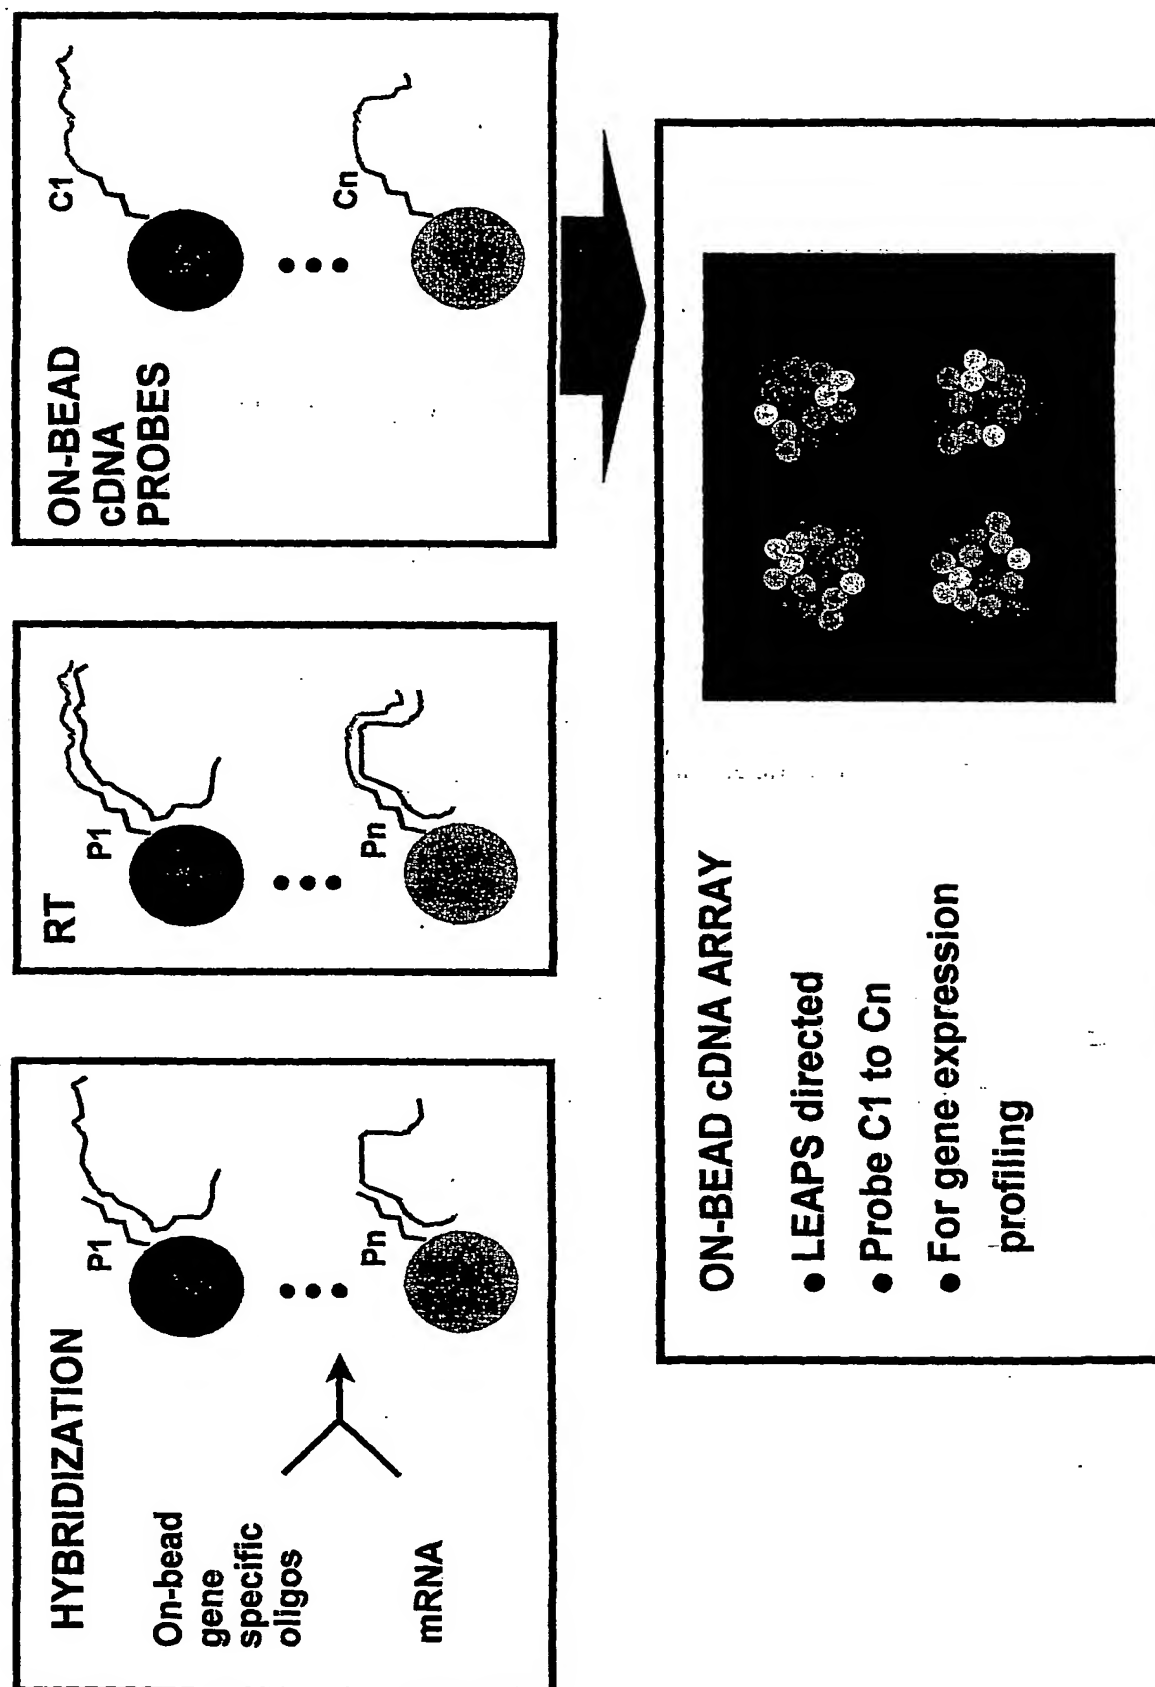 HYBRIDIZATION
On-bead
gene
specific
oligos
mRNA
P1
Pn
RT
P1
Pn
ON-BEAD
cDNA
PROBES
C1
Cn
ON-BEAD cDNA ARRAY
● LEAPS directed
● Probe C1 to Cn
● For gene expression
profiling